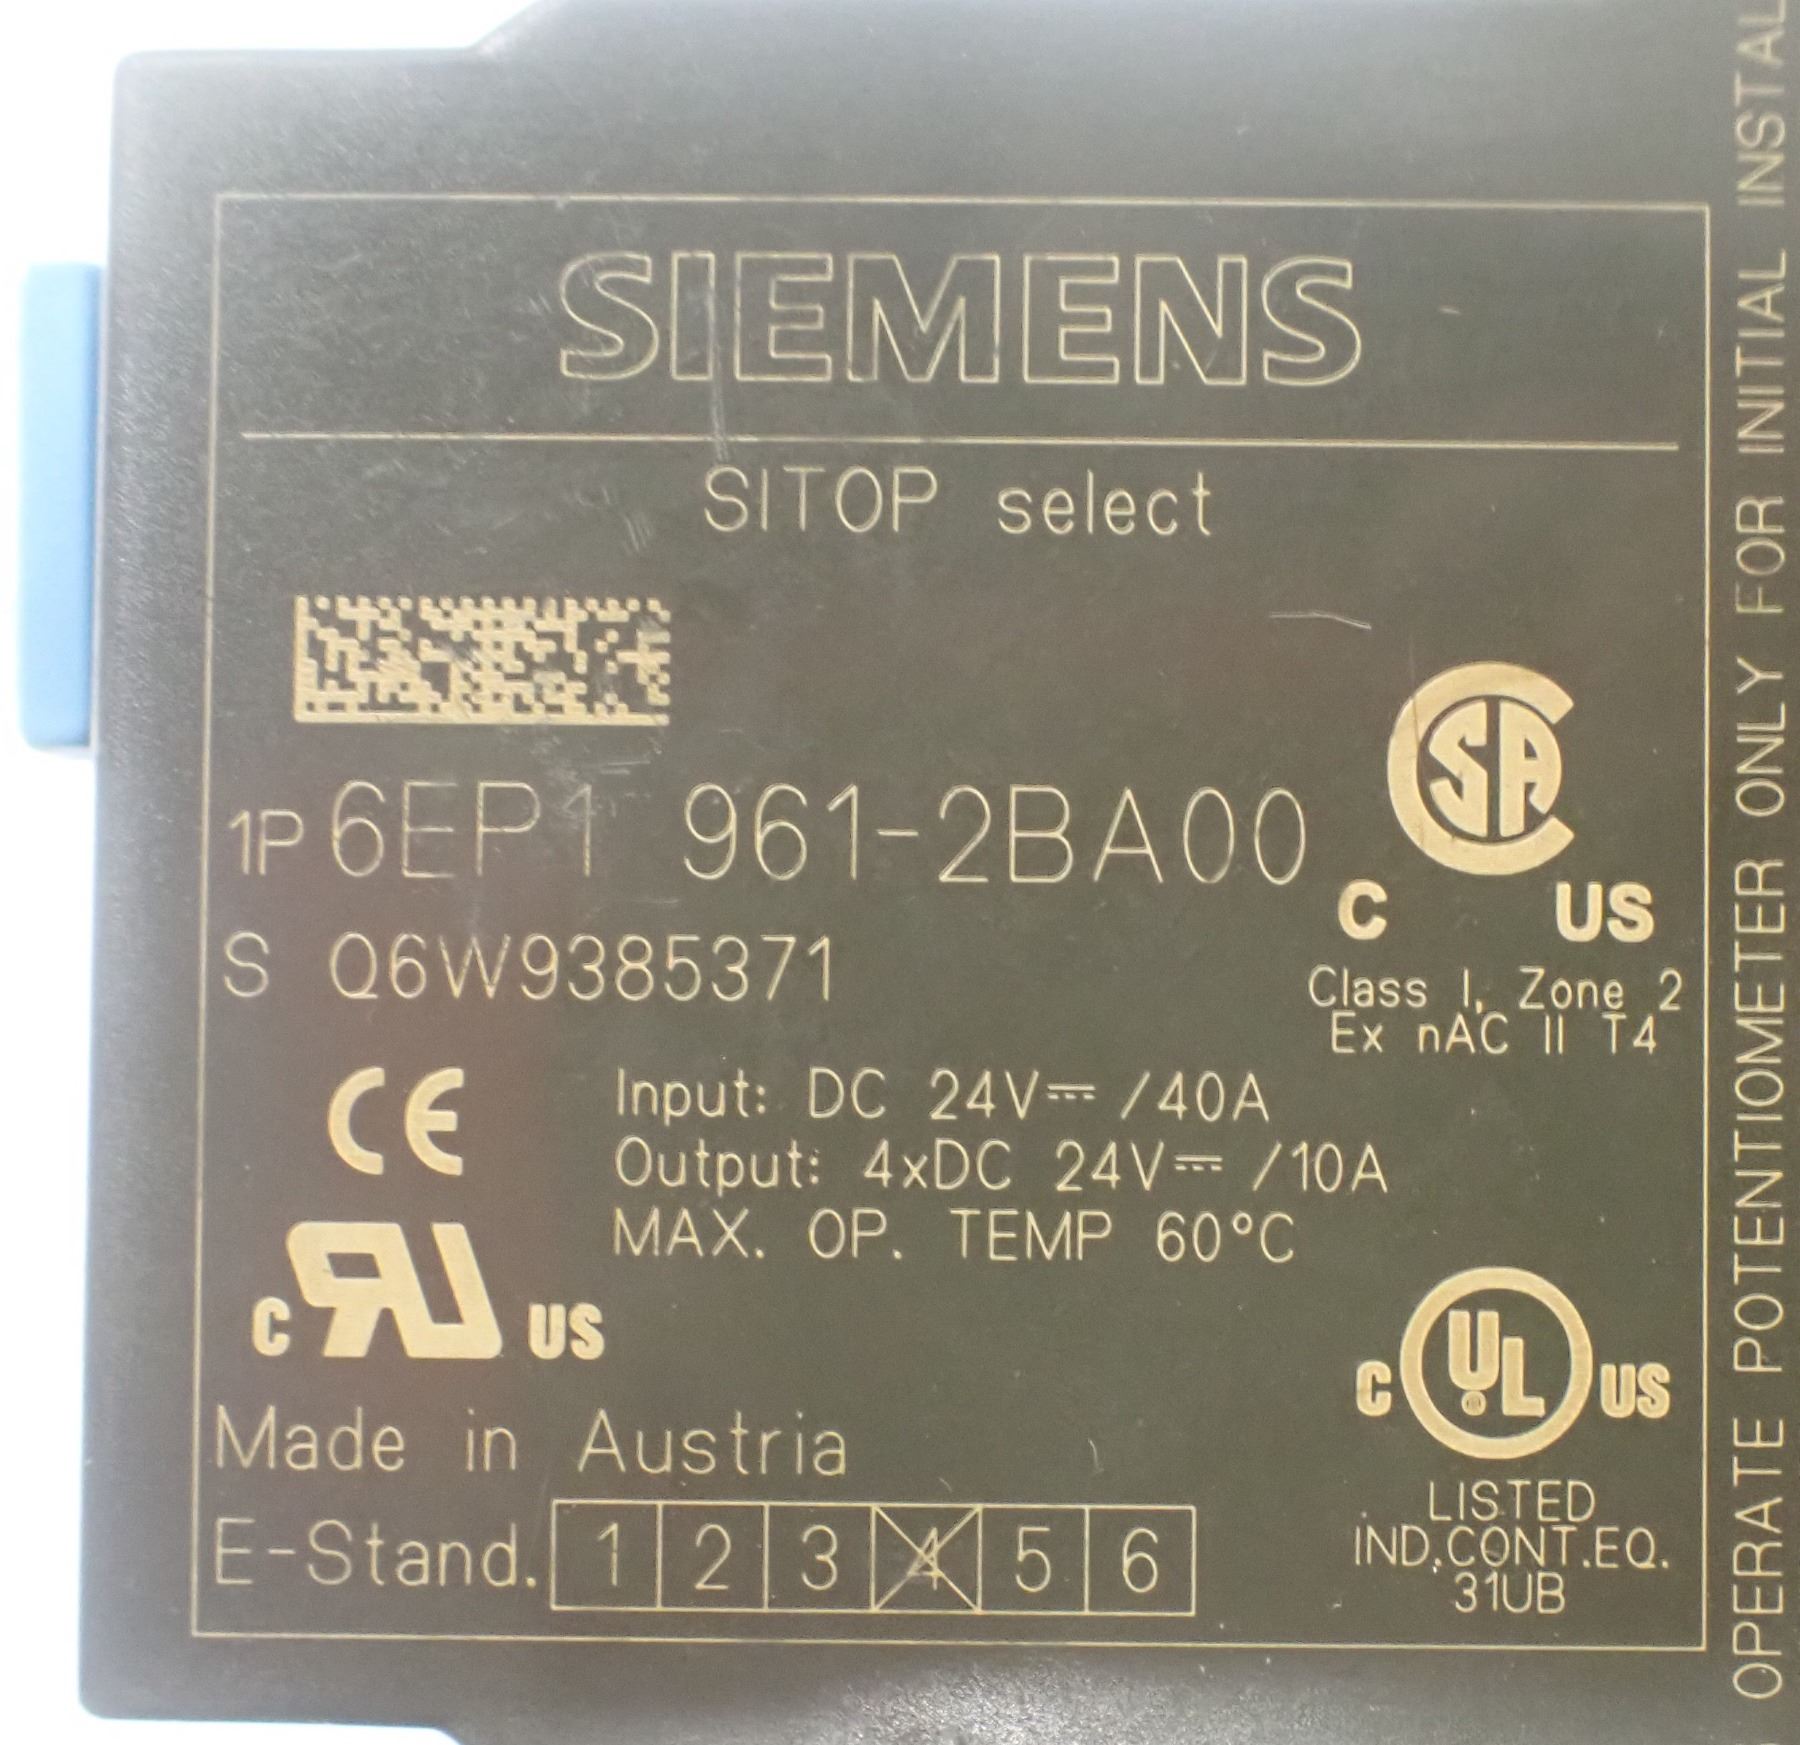 SIEMENS
SITOP select
1P 6EP1 961-2BA00
S Q6W9385371
CSA
C US
Class I, Zone 2
Ex nAC II T4
CE
Input: DC 24V⎓ /40A
Output: 4xDC 24V⎓ /10A
MAX. OP. TEMP 60°C
C RU US
C UL® US
LISTED
IND.CONT.EQ.
31UB
Made in Austria
E-Stand. 1 2 3 4 5 6
OPERATE POTENTIOMETER ONLY FOR INITIAL